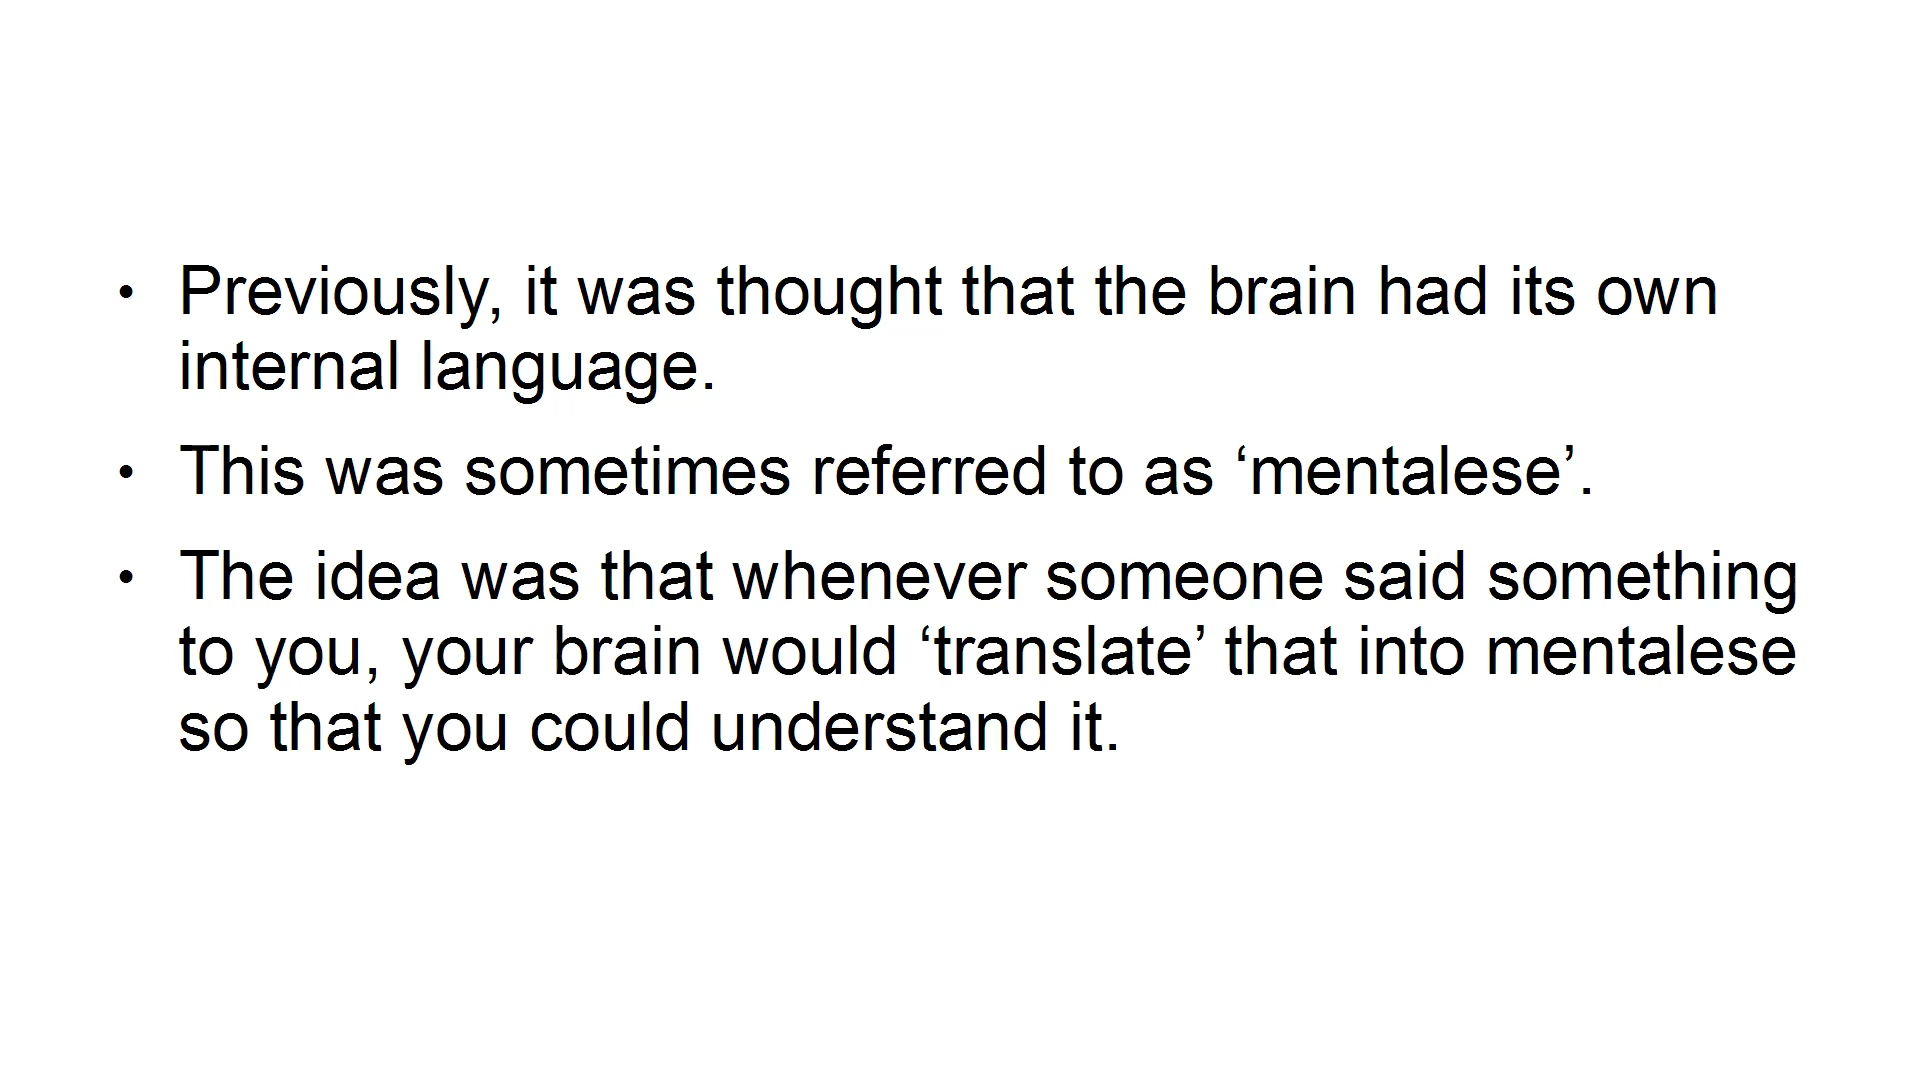 • Previously, it was thought that the brain had its own
internal language.
• This was sometimes referred to as ‘mentalese’.
• The idea was that whenever someone said something
to you, your brain would ‘translate’ that into mentalese
so that you could understand it.